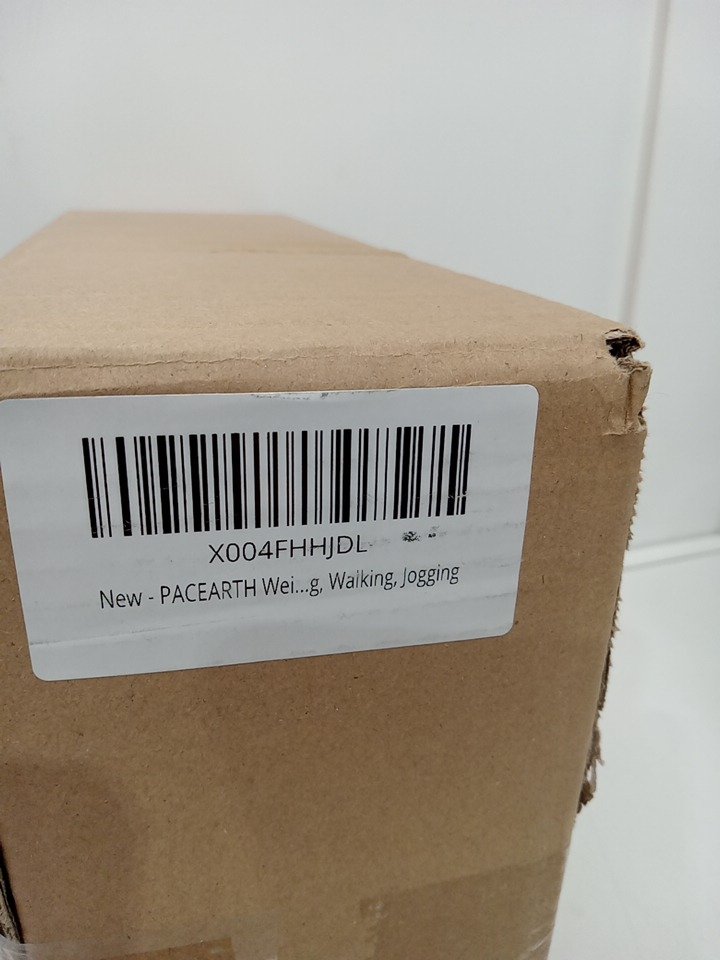 X004FHHJDL
New - PACEARTH Wei...g, Walking, Jogging